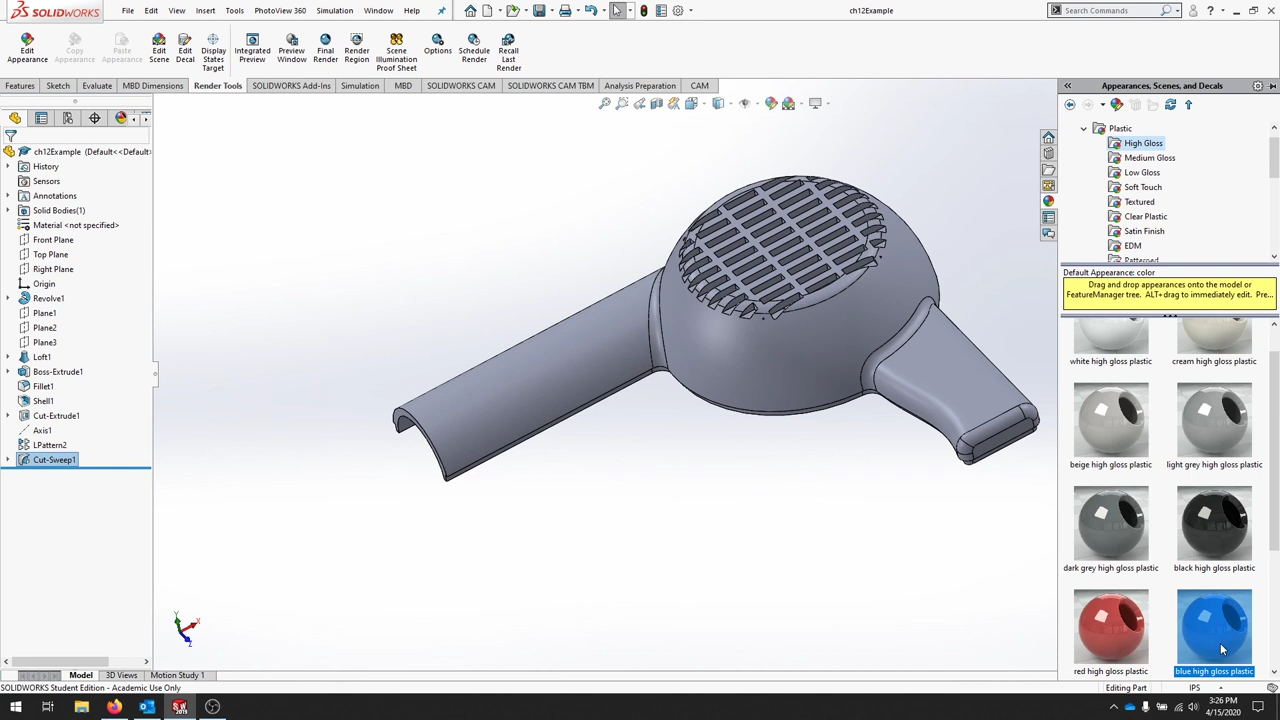 SOLIDWORKS
File
Edit
View
Insert
Tools
PhotoView 360
Simulation
Window
Help
ch12Example
Search Commands
Edit
Appearance
Copy
Appearance
Paste
Appearance
Edit
Scene
Edit
Decal
Display
States
Target
Integrated
Preview
Preview
Window
Final
Render
Render
Region
Scene
Illumination
Proof Sheet
Options
Schedule
Render
Recall
Last
Render
Features
Sketch
Evaluate
MBD Dimensions
Render Tools
SOLIDWORKS Add-Ins
Simulation
MBD
SOLIDWORKS CAM
SOLIDWORKS CAM TBM
Analysis Preparation
CAM
ch12Example (Default<<Default>
History
Sensors
Annotations
Solid Bodies(1)
Material <not specified>
Front Plane
Top Plane
Right Plane
Origin
Revolve1
Plane1
Plane2
Plane3
Loft1
Boss-Extrude1
Fillet1
Shell1
Cut-Extrude1
Axis1
LPattern2
Cut-Sweep1
Y
X
Z
Appearances, Scenes, and Decals
Plastic
High Gloss
Medium Gloss
Low Gloss
Soft Touch
Textured
Clear Plastic
Satin Finish
EDM
Patterned
Default Appearance: color
Drag and drop appearances onto the model or
FeatureManager tree. ALT+drag to immediately edit. Pre...
white high gloss plastic
cream high gloss plastic
beige high gloss plastic
light grey high gloss plastic
dark grey high gloss plastic
black high gloss plastic
red high gloss plastic
blue high gloss plastic
Model
3D Views
Motion Study 1
SOLIDWORKS Student Edition - Academic Use Only
Editing Part
IPS
3:26 PM
4/15/2020